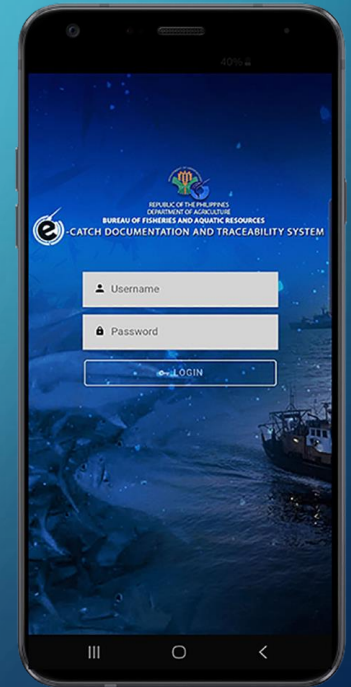 40%
REPUBLIC OF THE PHILIPPINES
DEPARTMENT OF AGRICULTURE
BUREAU OF FISHERIES AND AQUATIC RESOURCES
e-CATCH DOCUMENTATION AND TRACEABILITY SYSTEM
Username
Password
LOGIN